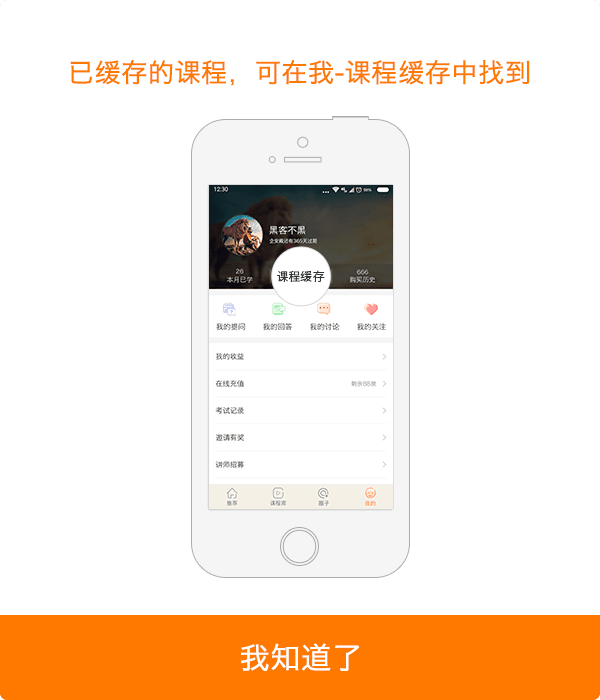 已缓存的课程，可在我-课程缓存中找到
12:30
98%
黑客不黑
还有365天过期
课程缓存
26
本月已学
666
购买历史
我的提问
我的回答
我的讨论
我的关注
我的收益
在线充值
剩余88
考试记录
邀请有奖
讲师招募
推荐
课程库
圈子
我的
我知道了